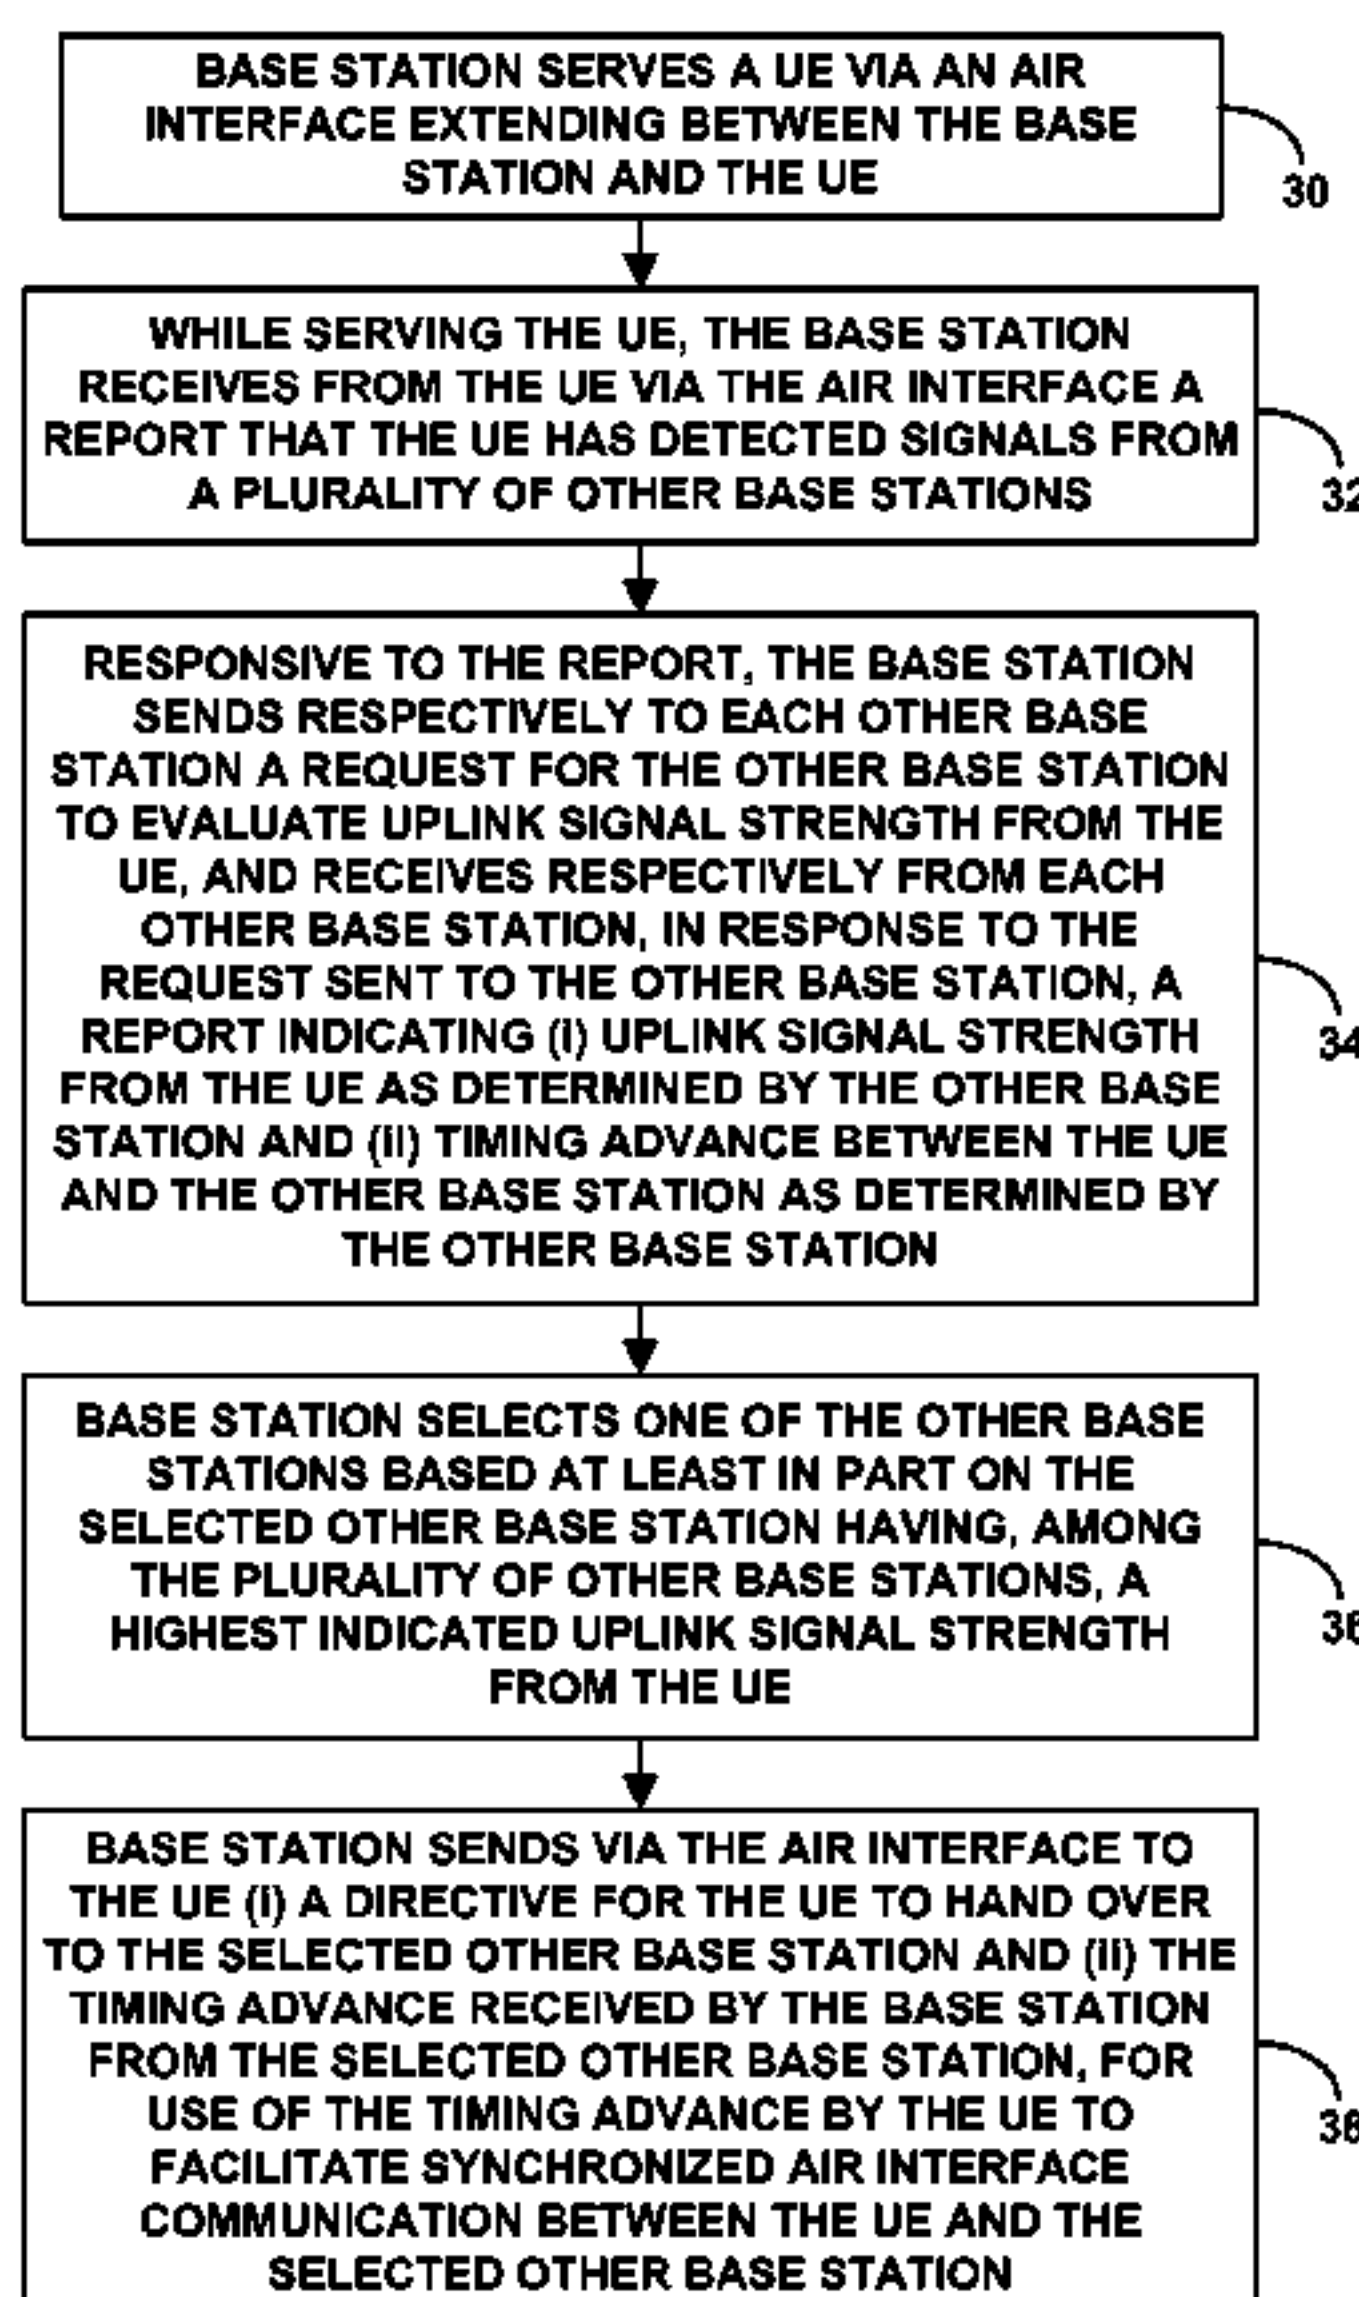 BASE STATION SERVES A UE VIA AN AIR
INTERFACE EXTENDING BETWEEN THE BASE
STATION AND THE UE
30
WHILE SERVING THE UE, THE BASE STATION
RECEIVES FROM THE UE VIA THE AIR INTERFACE A
REPORT THAT THE UE HAS DETECTED SIGNALS FROM
A PLURALITY OF OTHER BASE STATIONS
32
RESPONSIVE TO THE REPORT, THE BASE STATION
SENDS RESPECTIVELY TO EACH OTHER BASE
STATION A REQUEST FOR THE OTHER BASE STATION
TO EVALUATE UPLINK SIGNAL STRENGTH FROM THE
UE, AND RECEIVES RESPECTIVELY FROM EACH
OTHER BASE STATION, IN RESPONSE TO THE
REQUEST SENT TO THE OTHER BASE STATION, A
REPORT INDICATING (i) UPLINK SIGNAL STRENGTH
FROM THE UE AS DETERMINED BY THE OTHER BASE
STATION AND (ii) TIMING ADVANCE BETWEEN THE UE
AND THE OTHER BASE STATION AS DETERMINED BY
THE OTHER BASE STATION
34
BASE STATION SELECTS ONE OF THE OTHER BASE
STATIONS BASED AT LEAST IN PART ON THE
SELECTED OTHER BASE STATION HAVING, AMONG
THE PLURALITY OF OTHER BASE STATIONS, A
HIGHEST INDICATED UPLINK SIGNAL STRENGTH
FROM THE UE
36
BASE STATION SENDS VIA THE AIR INTERFACE TO
THE UE (i) A DIRECTIVE FOR THE UE TO HAND OVER
TO THE SELECTED OTHER BASE STATION AND (ii) THE
TIMING ADVANCE RECEIVED BY THE BASE STATION
FROM THE SELECTED OTHER BASE STATION, FOR
USE OF THE TIMING ADVANCE BY THE UE TO
FACILITATE SYNCHRONIZED AIR INTERFACE
COMMUNICATION BETWEEN THE UE AND THE
SELECTED OTHER BASE STATION
38